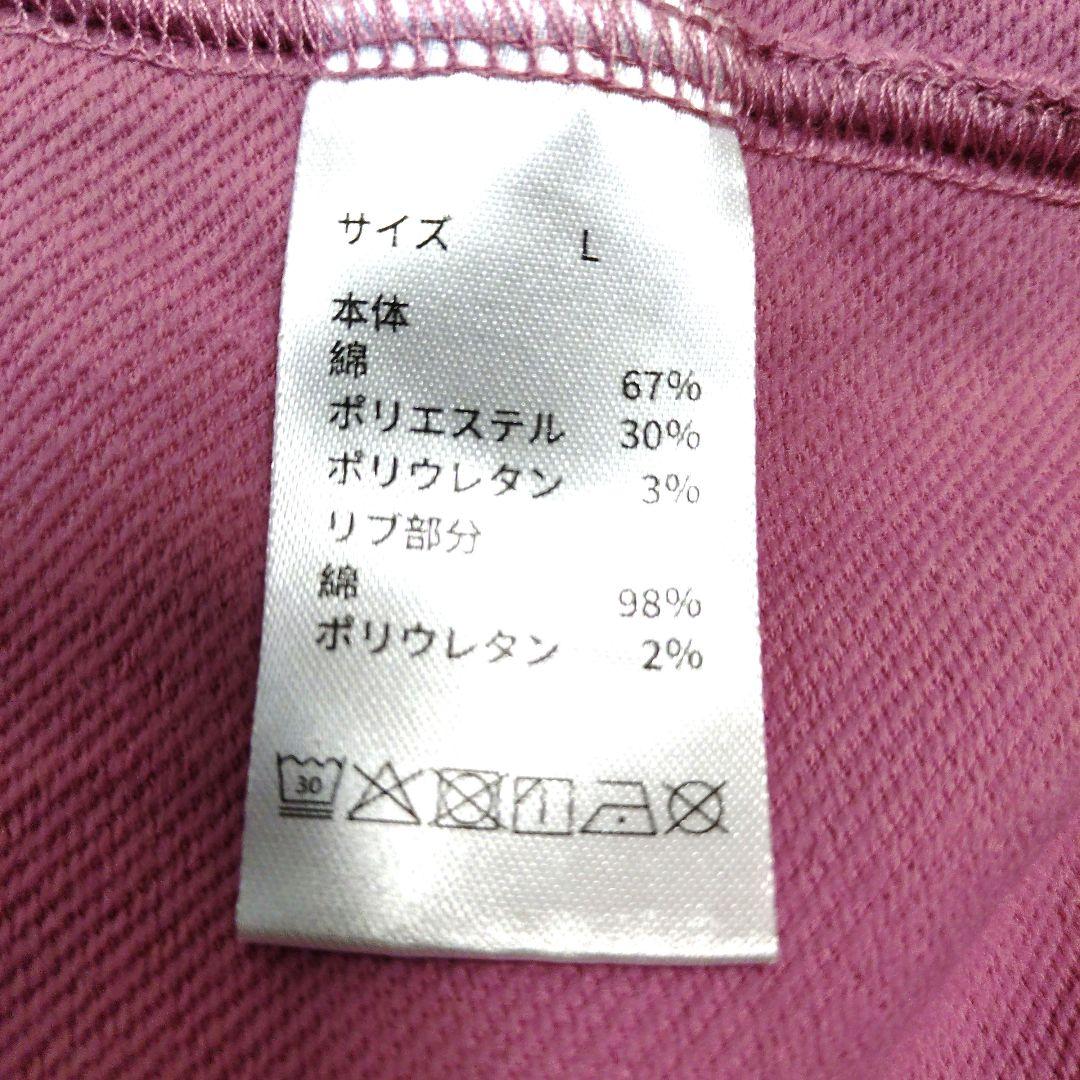 サイズ L
本体
綿 67%
ポリエステル 30%
ポリウレタン 3%
リブ部分
綿 98%
ポリウレタン 2%
30